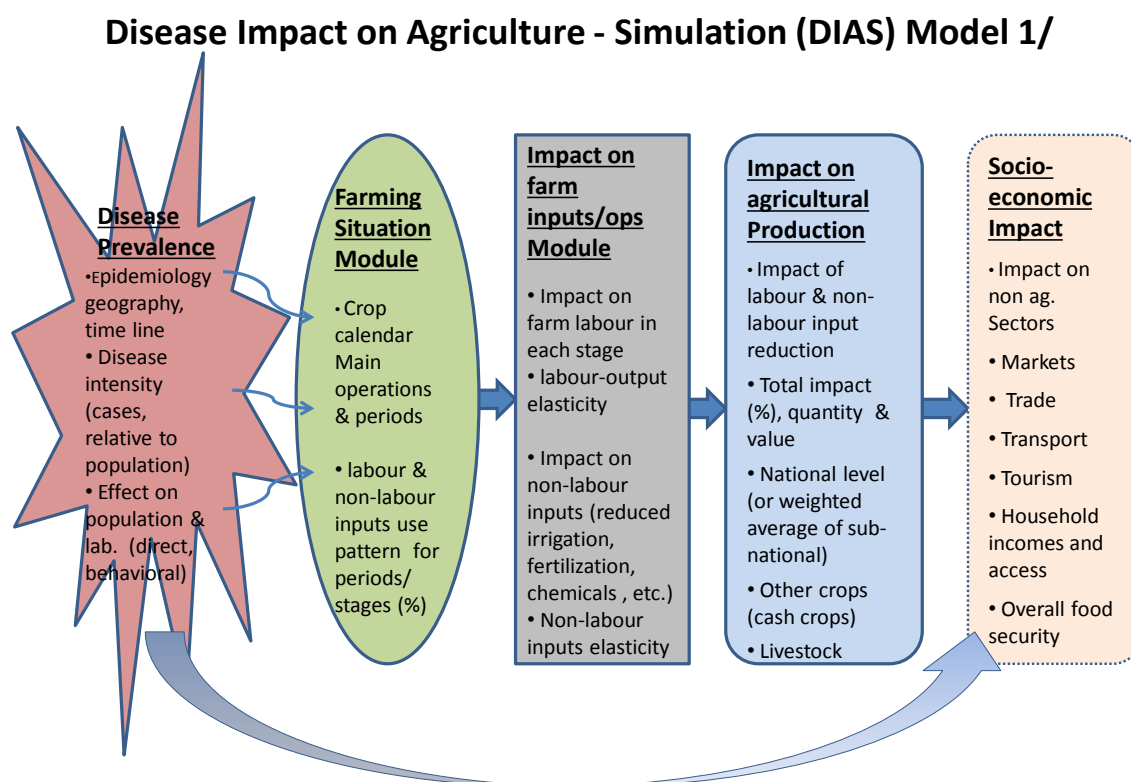 Disease Impact on Agriculture - Simulation (DIAS) Model 1/
Disease
Prevalence
•Epidemiology
geography,
time line
• Disease
intensity
(cases,
relative to
population)
• Effect on
population &
lab.  (direct,
behavioral)
Farming
Situation
Module
• Crop
calendar
Main
operations
& periods
• labour &
non-labour
inputs use
pattern  for
periods/
stages (%)
Impact on
farm
inputs/ops
Module
• Impact on
farm labour in
each stage
• labour-output
elasticity
• Impact on
non-labour
inputs (reduced
irrigation,
fertilization,
chemicals , etc.)
• Non-labour
inputs elasticity
Impact on
agricultural
Production
• Impact of
labour & non-
labour input
reduction
• Total impact
(%), quantity  &
value
• National level
(or weighted
average of sub-
national)
• Other crops
(cash crops)
• Livestock
Socio-
economic
Impact
• Impact on
non ag.
Sectors
• Markets
• Trade
• Transport
• Tourism
• Household
incomes and
access
• Overall food
security